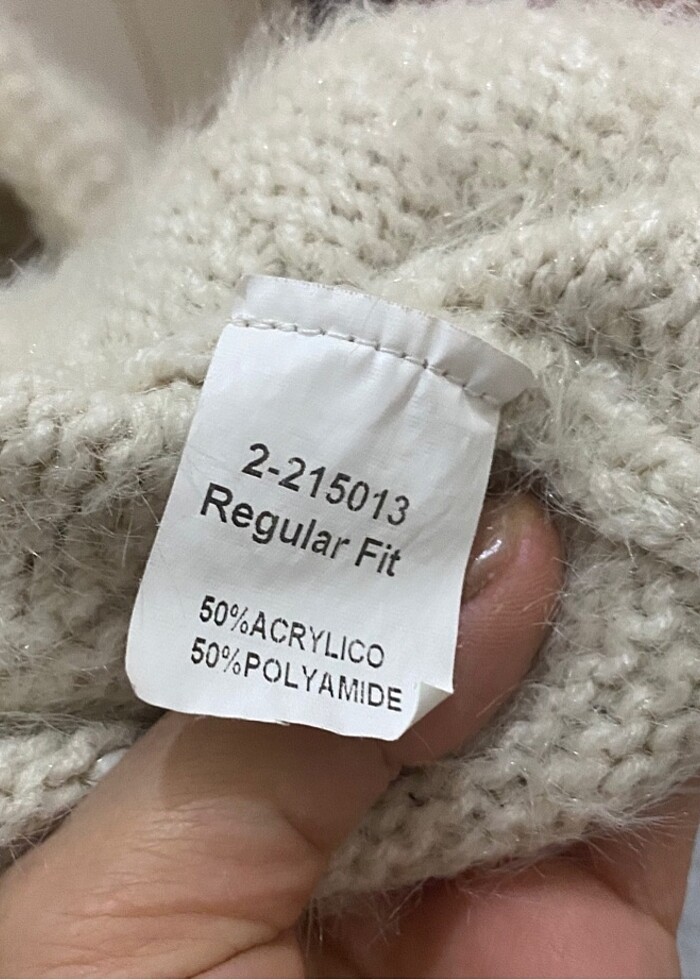 2-215013
Regular Fit
50%ACRYLICO
50%POLYAMIDE